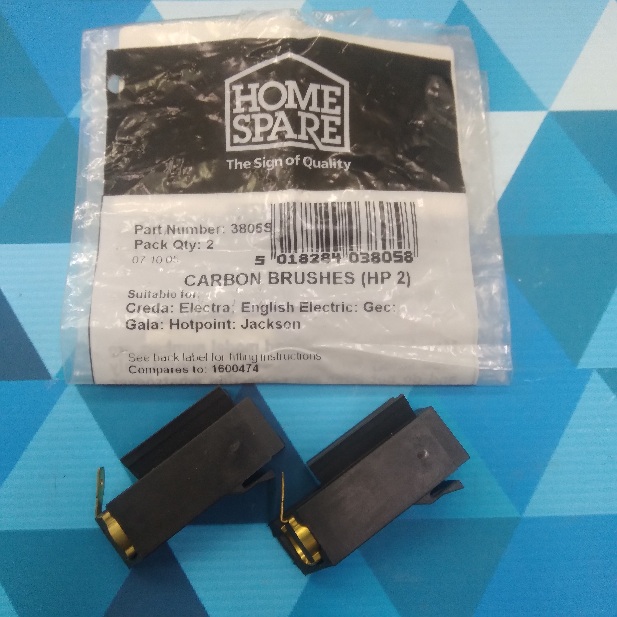 HOME
SPARE
The Sign of Quality
Part Number: 3805S
Pack Qty: 2
5 018284 038058
CARBON BRUSHES (HP 2)
Suitable for:
Creda: Electra: English Electric: Gec:
Gala: Hotpoint: Jackson
See back label for fitting instructions
Compares to: 1600474